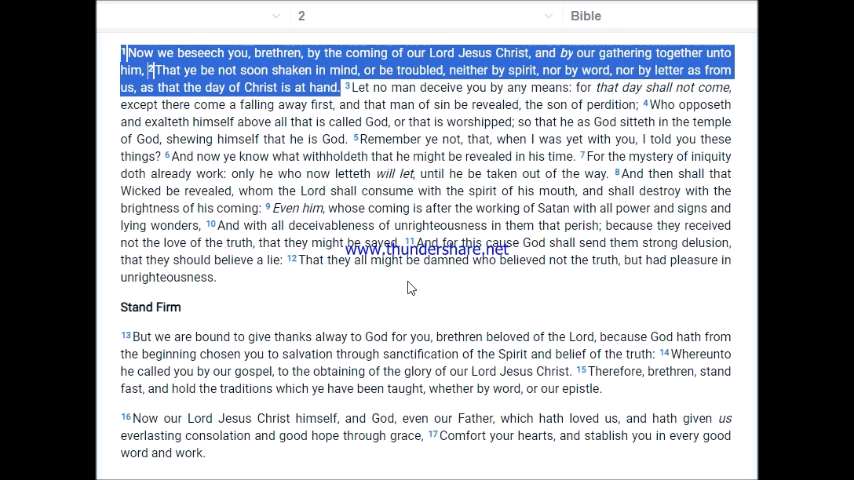 2 Bible
1Now we beseech you, brethren, by the coming of our Lord Jesus Christ, and by our gathering together unto
him, 2That ye be not soon shaken in mind, or be troubled, neither by spirit, nor by word, nor by letter as from
us, as that the day of Christ is at hand. 3Let no man deceive you by any means: for that day shall not come,
except there come a falling away first, and that man of sin be revealed, the son of perdition; 4Who opposeth
and exalteth himself above all that is called God, or that is worshipped; so that he as God sitteth in the temple
of God, shewing himself that he is God. 5Remember ye not, that, when I was yet with you, I told you these
things? 6And now ye know what withholdeth that he might be revealed in his time. 7For the mystery of iniquity
doth already work: only he who now letteth will let, until he be taken out of the way. 8And then shall that
Wicked be revealed, whom the Lord shall consume with the spirit of his mouth, and shall destroy with the
brightness of his coming: 9Even him, whose coming is after the working of Satan with all power and signs and
lying wonders, 10And with all deceivableness of unrighteousness in them that perish; because they received
not the love of the truth, that they might be saved. 11And for this cause God shall send them strong delusion,
www.thundershare.net
that they should believe a lie: 12That they all might be damned who believed not the truth, but had pleasure in
unrighteousness.
Stand Firm
13But we are bound to give thanks alway to God for you, brethren beloved of the Lord, because God hath from
the beginning chosen you to salvation through sanctification of the Spirit and belief of the truth: 14Whereunto
he called you by our gospel, to the obtaining of the glory of our Lord Jesus Christ. 15Therefore, brethren, stand
fast, and hold the traditions which ye have been taught, whether by word, or our epistle.
16Now our Lord Jesus Christ himself, and God, even our Father, which hath loved us, and hath given us
everlasting consolation and good hope through grace, 17Comfort your hearts, and stablish you in every good
word and work.